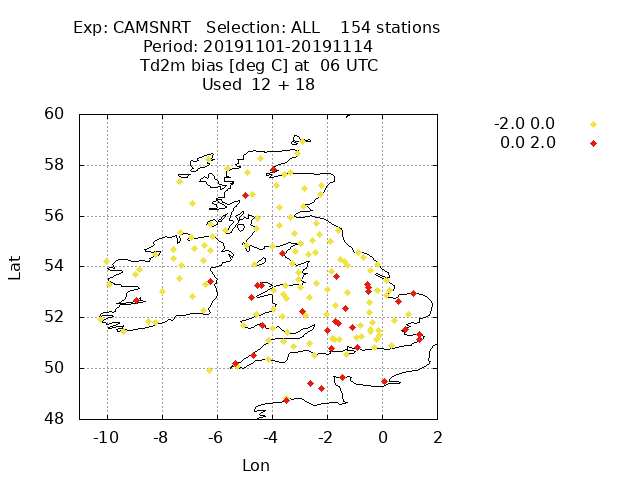 Exp: CAMSNRT Selection: ALL 154 stations
Period: 20191101-20191114
Td2m bias [deg C] at 06 UTC
Used 12 + 18
-2.0 0.0
0.0 2.0
60
58
56
54
52
50
48
Lat
-10 -8 -6 -4 -2 0 2
Lon